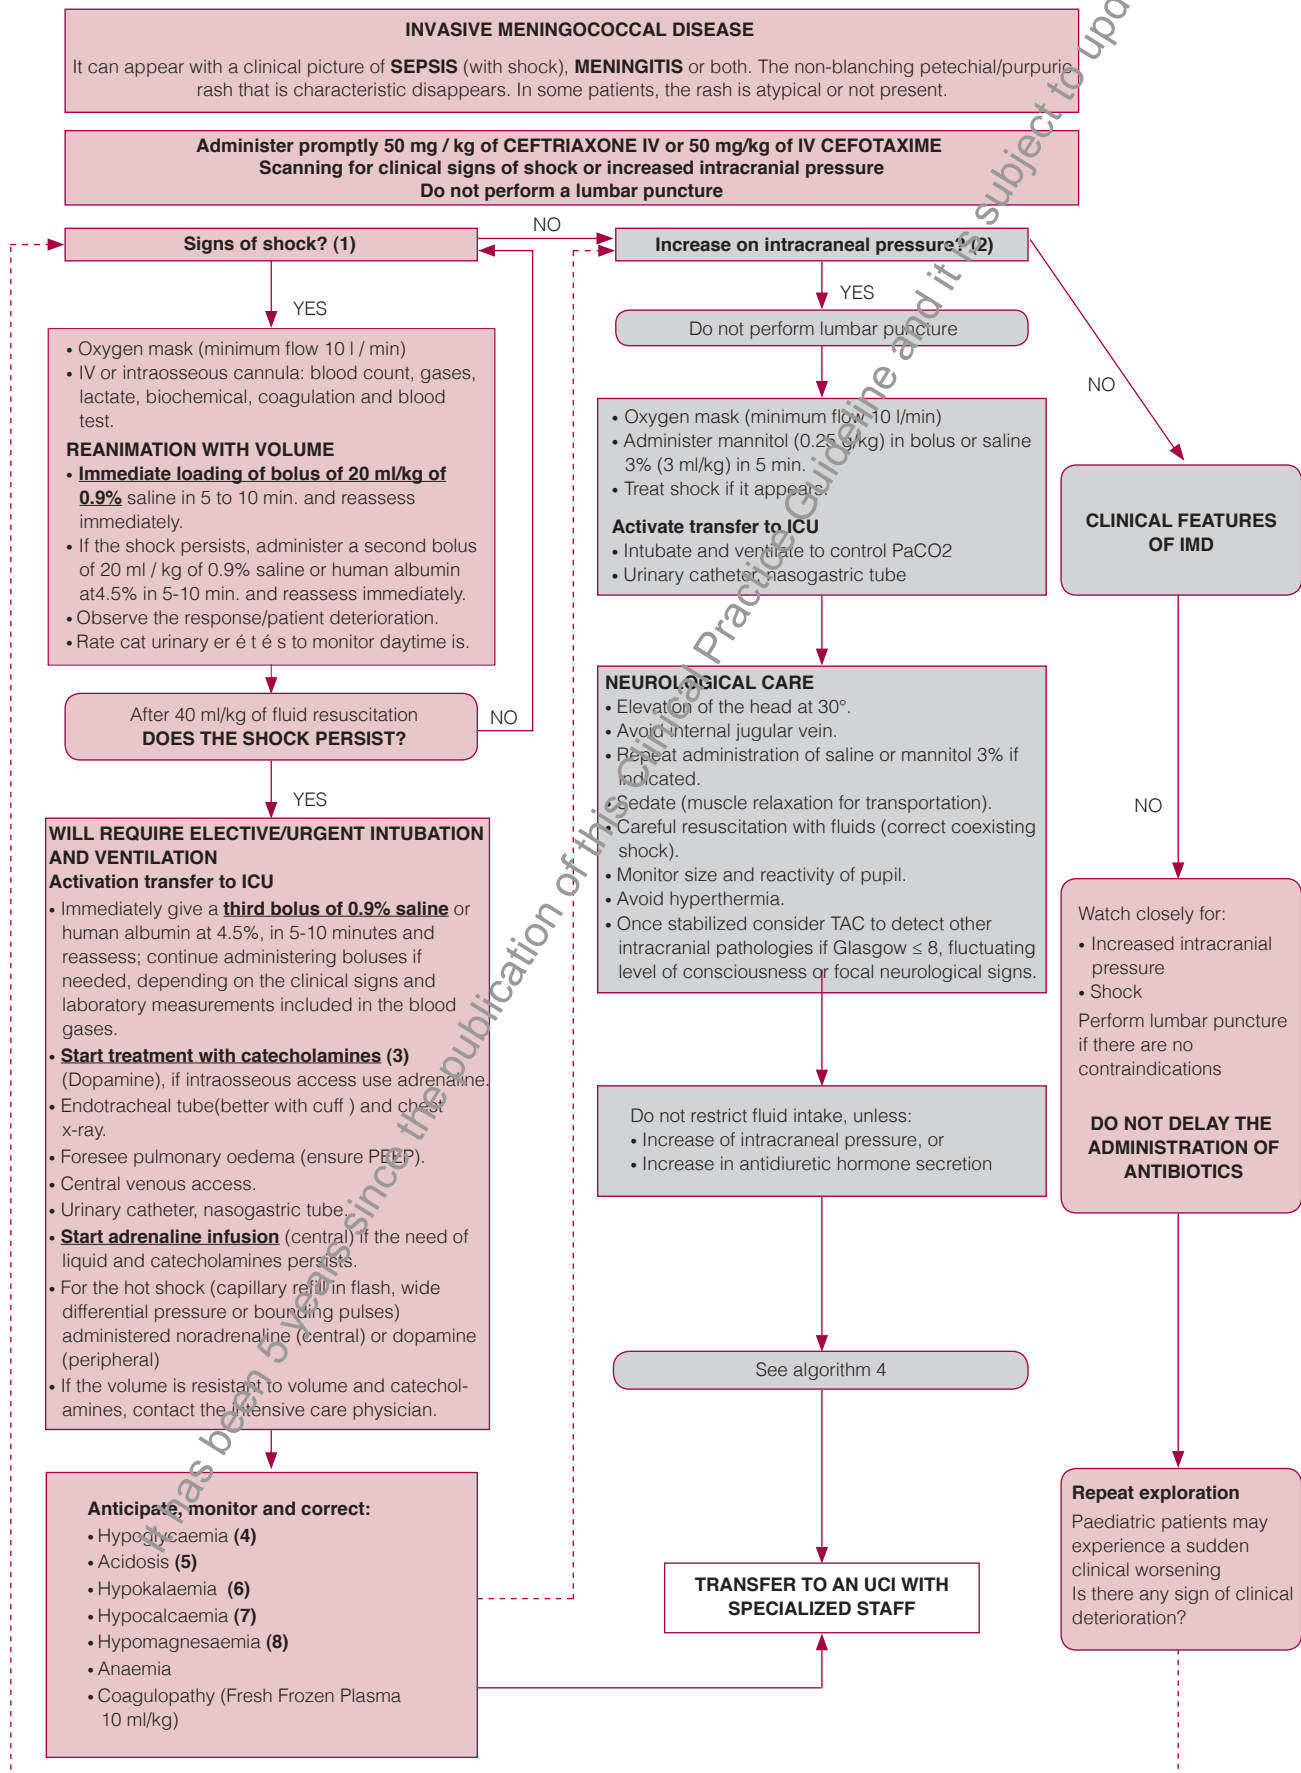 INVASIVE MENINGOCOCCAL DISEASE
It can appear with a clinical picture of SEPSIS (with shock), MENINGITIS or both. The non-blanching petechial/purpuric
rash that is characteristic disappears. In some patients, the rash is atypical or not present.
Administer promptly 50 mg / kg of CEFTRIAXONE IV or 50 mg/kg of IV CEFOTAXIME
Scanning for clinical signs of shock or increased intracranial pressure
Do not perform a lumbar puncture
Signs of shock? (1)
NO
Increase on intracraneal pressure? (2)
YES
• Oxygen mask (minimum flow 10 l / min)
• IV or intraosseous cannula: blood count, gases,
lactate, biochemical, coagulation and blood
test.
REANIMATION WITH VOLUME
• Immediate loading of bolus of 20 ml/kg of
0.9% saline in 5 to 10 min. and reassess
immediately.
• If the shock persists, administer a second bolus
of 20 ml / kg of 0.9% saline or human albumin
at4.5% in 5-10 min. and reassess immediately.
• Observe the response/patient deterioration.
• Rate cat urinary er é t é s to monitor daytime is.
After 40 ml/kg of fluid resuscitation
DOES THE SHOCK PERSIST?
NO
YES
WILL REQUIRE ELECTIVE/URGENT INTUBATION
AND VENTILATION
Activation transfer to ICU
• Immediately give a third bolus of 0.9% saline or
human albumin at 4.5%, in 5-10 minutes and
reassess; continue administering boluses if
needed, depending on the clinical signs and
laboratory measurements included in the blood
gases.
• Start treatment with catecholamines (3)
(Dopamine), if intraosseous access use adrenaline.
• Endotracheal tube(better with cuff ) and chest
x-ray.
• Foresee pulmonary oedema (ensure PEEP).
• Central venous access.
• Urinary catheter, nasogastric tube.
• Start adrenaline infusion (central) if the need of
liquid and catecholamines persists.
• For the hot shock (capillary refill in flash, wide
differential pressure or bounding pulses)
administered noradrenaline (central) or dopamine
(peripheral)
• If the volume is resistant to volume and catechol-
amines, contact the intensive care physician.
Anticipate, monitor and correct:
• Hypoglycaemia (4)
• Acidosis (5)
• Hypokalaemia (6)
• Hypocalcaemia (7)
• Hypomagnesaemia (8)
• Anaemia
• Coagulopathy (Fresh Frozen Plasma
10 ml/kg)
YES
Do not perform lumbar puncture
• Oxygen mask (minimum flow 10 l/min)
• Administer mannitol (0.25 g/kg) in bolus or saline
3% (3 ml/kg) in 5 min.
• Treat shock if it appears.
Activate transfer to ICU
• Intubate and ventilate to control PaCO2
• Urinary catheter, nasogastric tube
NEUROLOGICAL CARE
• Elevation of the head at 30°.
• Avoid internal jugular vein.
• Repeat administration of saline or mannitol 3% if
indicated.
• Sedate (muscle relaxation for transportation).
• Careful resuscitation with fluids (correct coexisting
shock).
• Monitor size and reactivity of pupil.
• Avoid hyperthermia.
• Once stabilized consider TAC to detect other
intracranial pathologies if Glasgow ≤ 8, fluctuating
level of consciousness or focal neurological signs.
Do not restrict fluid intake, unless:
• Increase of intracraneal pressure, or
• Increase in antidiuretic hormone secretion
See algorithm 4
TRANSFER TO AN UCI WITH
SPECIALIZED STAFF
NO
CLINICAL FEATURES
OF IMD
NO
Watch closely for:
• Increased intracranial
pressure
• Shock
Perform lumbar puncture
if there are no
contraindications
DO NOT DELAY THE
ADMINISTRATION OF
ANTIBIOTICS
Repeat exploration
Paediatric patients may
experience a sudden
clinical worsening
Is there any sign of clinical
deterioration?
It has been 5 years since the publication of this Clinical Practice Guideline and it is subject to upd